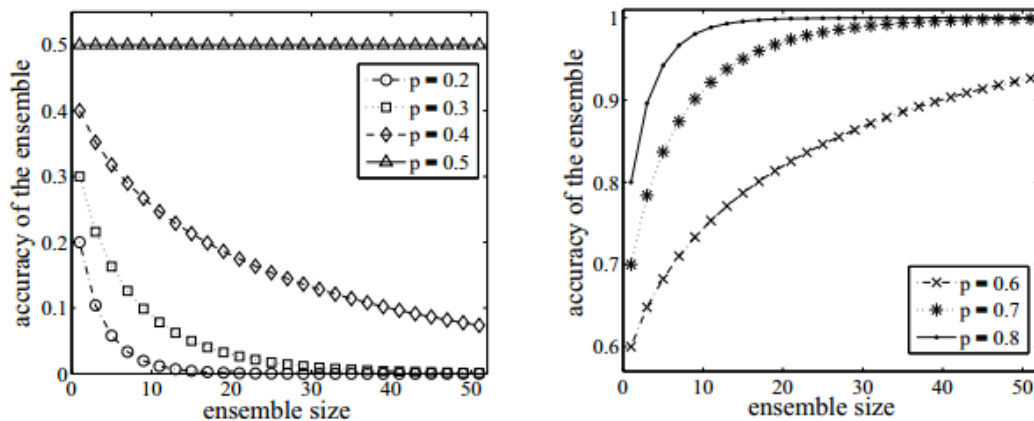 accuracy of the ensemble
0.5
0.4
0.3
0.2
0.1
0
p = 0.2
p = 0.3
p = 0.4
p = 0.5
0 10 20 30 40 50
ensemble size
accuracy of the ensemble
1
0.9
0.8
0.7
0.6
p = 0.6
p = 0.7
p = 0.8
0 10 20 30 40 50
ensemble size